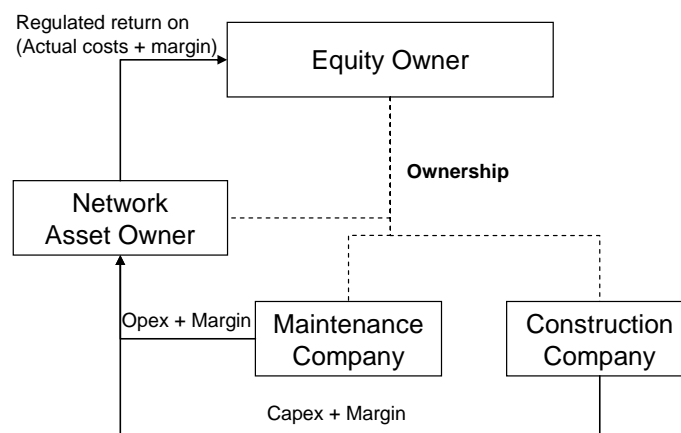 Regulated return on
(Actual costs + margin)
Equity Owner
Ownership
Network
Asset Owner
Opex + Margin
Maintenance
Company
Construction
Company
Capex + Margin